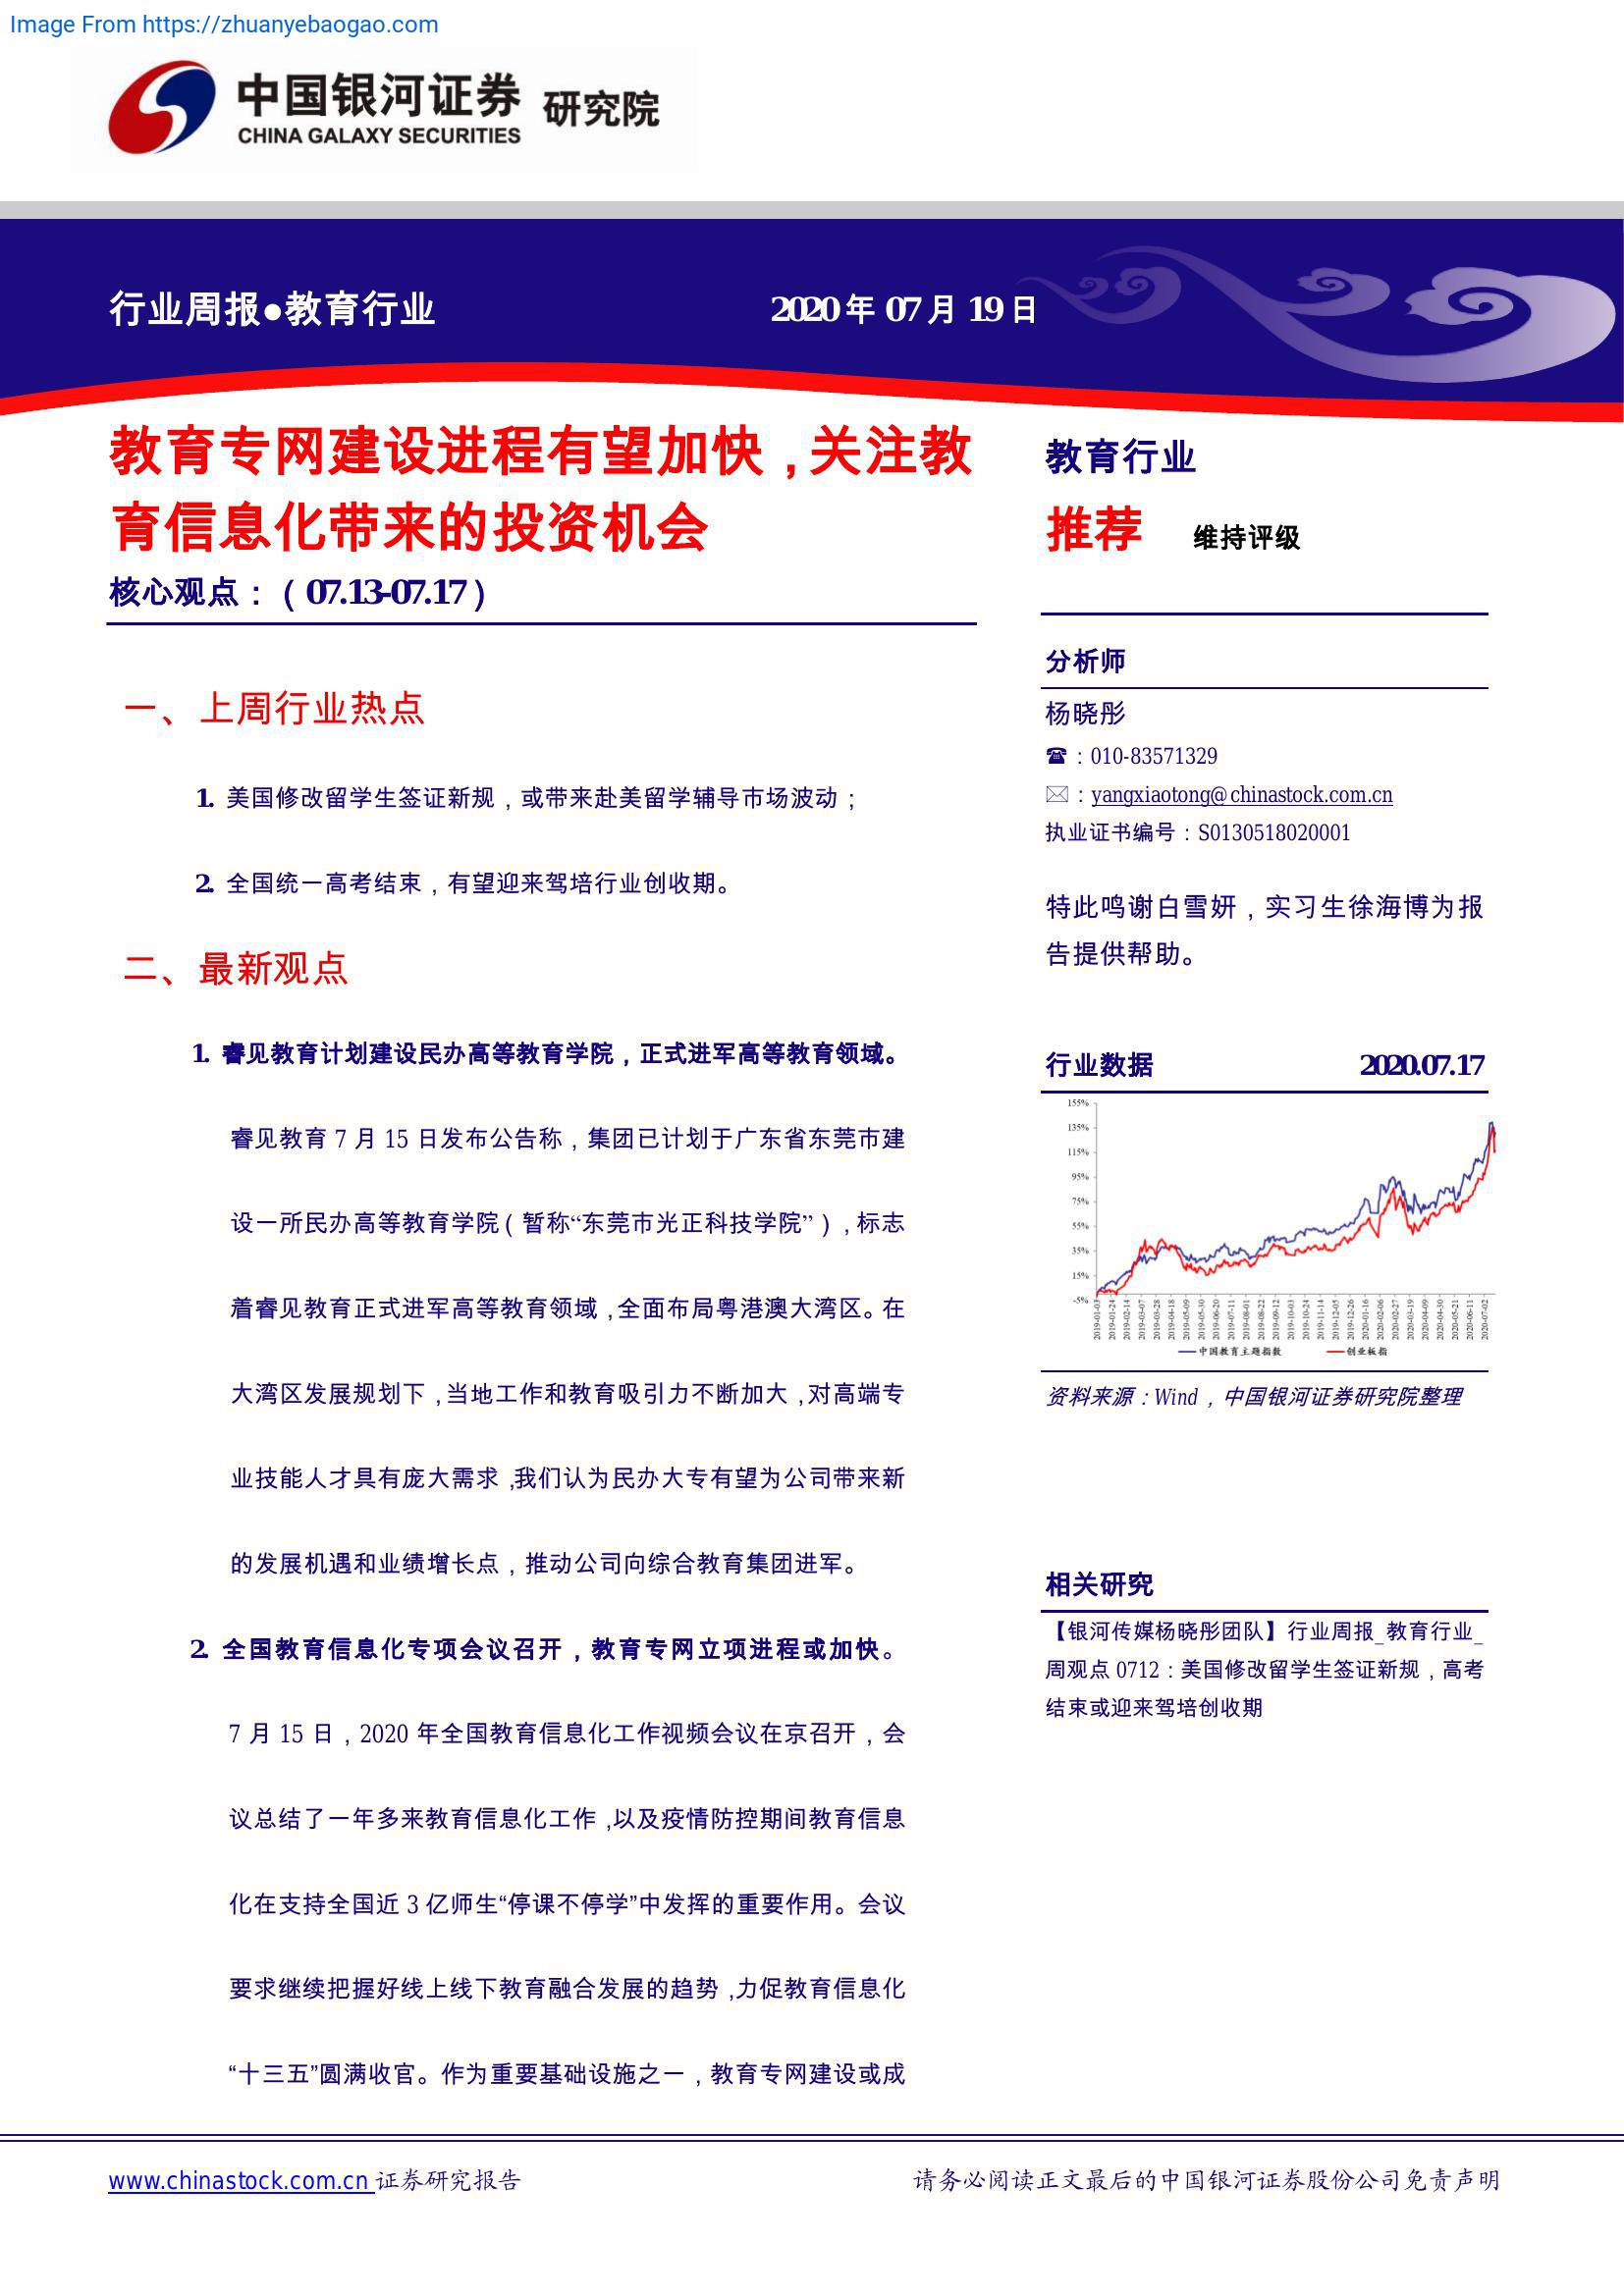 Image From https://zhuanyebaogao.com
中国银河证券 研究院
CHINA GALAXY SECURITIES
行业周报●教育行业
2020 年 07 月 19 日
教育专网建设进程有望加快，关注教
育信息化带来的投资机会
核心观点：（07.13-07.17）
一、上周行业热点
1. 美国修改留学生签证新规，或带来赴美留学辅导市场波动；
2. 全国统一高考结束，有望迎来驾培行业创收期。
二、最新观点
1. 睿见教育计划建设民办高等教育学院，正式进军高等教育领域。
睿见教育 7 月 15 日发布公告称，集团已计划于广东省东莞市建
设一所民办高等教育学院（暂称“东莞市光正科技学院”），标志
着睿见教育正式进军高等教育领域，全面布局粤港澳大湾区。在
大湾区发展规划下，当地工作和教育吸引力不断加大，对高端专
业技能人才具有庞大需求，我们认为民办大专有望为公司带来新
的发展机遇和业绩增长点，推动公司向综合教育集团进军。
2. 全国教育信息化专项会议召开，教育专网立项进程或加快。
7 月 15 日，2020 年全国教育信息化工作视频会议在京召开，会
议总结了一年多来教育信息化工作，以及疫情防控期间教育信息
化在支持全国近 3 亿师生“停课不停学”中发挥的重要作用。会议
要求继续把握好线上线下教育融合发展的趋势，力促教育信息化
“十三五”圆满收官。作为重要基础设施之一，教育专网建设或成
教育行业
推荐 维持评级
分析师
杨晓彤
☎：010-83571329
✉：yangxiaotong@chinastock.com.cn
执业证书编号：S0130518020001
特此鸣谢白雪妍，实习生徐海博为报
告提供帮助。
行业数据 2020.07.17
155%
135%
115%
95%
75%
55%
35%
15%
-5%
2019-01-03
2019-01-24
2019-02-14
2019-03-07
2019-03-28
2019-04-18
2019-05-09
2019-05-30
2019-06-20
2019-07-11
2019-08-01
2019-08-22
2019-09-12
2019-10-03
2019-10-24
2019-11-14
2019-12-05
2019-12-26
2020-01-16
2020-02-06
2020-02-27
2020-03-19
2020-04-09
2020-04-30
2020-05-21
2020-06-11
2020-07-02
中国教育主题指数 创业板指
资料来源：Wind，中国银河证券研究院整理
相关研究
【银河传媒杨晓彤团队】行业周报_教育行业_
周观点 0712：美国修改留学生签证新规，高考
结束或迎来驾培创收期
www.chinastock.com.cn 证券研究报告
请务必阅读正文最后的中国银河证券股份公司免责声明